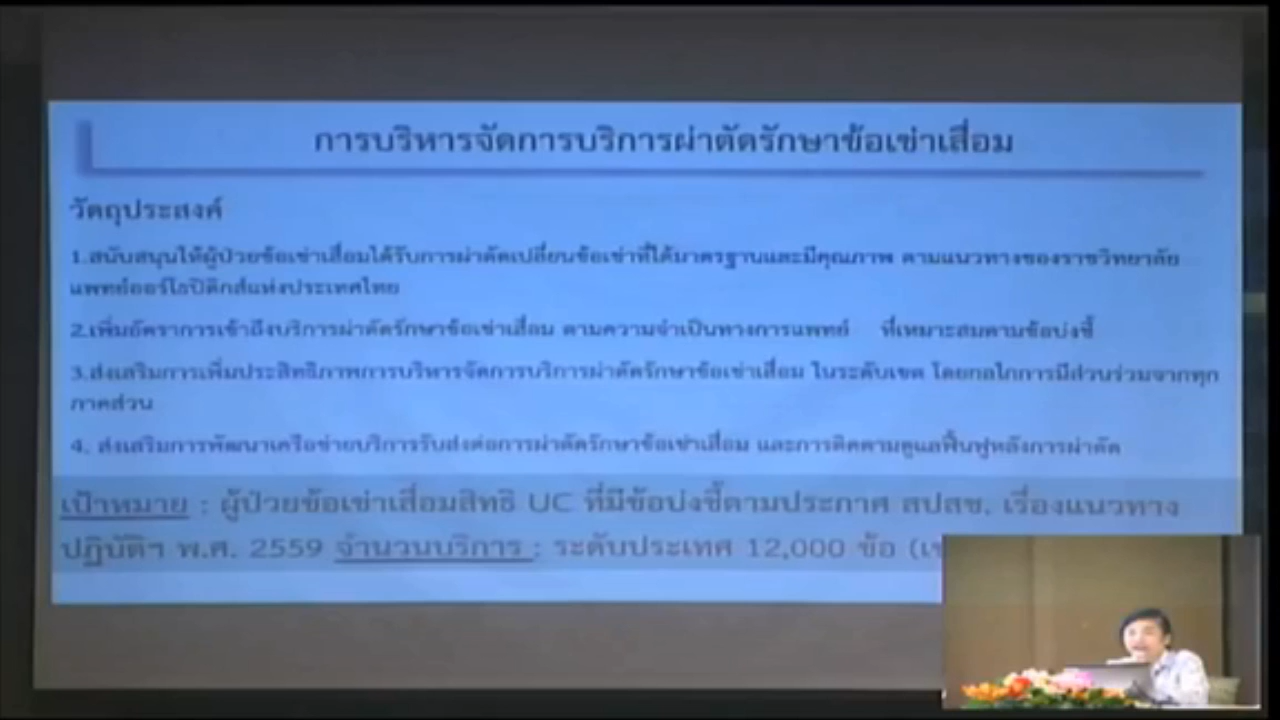 การบริหารจัดการบริการผ่าตัดรักษาข้อเข่าเสื่อม
วัตถุประสงค์
1.สนับสนุนให้ผู้ป่วยข้อเข่าเสื่อมได้รับการผ่าตัดเปลี่ยนข้อเข่าที่ได้มาตรฐานและมีคุณภาพ ตามแนวทางของราชวิทยาลัย
แพทย์ออร์โธปิดิกส์แห่งประเทศไทย
2.เพิ่มอัตราการเข้าถึงบริการผ่าตัดรักษาข้อเข่าเสื่อม ตามความจำเป็นทางการแพทย์ ที่เหมาะสมตามข้อบ่งชี้
3.ส่งเสริมการเพิ่มประสิทธิภาพการบริหารจัดการบริการผ่าตัดรักษาข้อเข่าเสื่อม ในระดับเขต โดยกลไกการมีส่วนร่วมจากทุก
ภาคส่วน
4. ส่งเสริมการพัฒนาเครือข่ายบริการรับส่งต่อการผ่าตัดรักษาข้อเข่าเสื่อม และการติดตามดูแลฟื้นฟูหลังการผ่าตัด
เป้าหมาย : ผู้ป่วยข้อเข่าเสื่อมสิทธิ UC ที่มีข้อบ่งชี้ตามประกาศ สปสช. เรื่องแนวทาง
ปฏิบัติฯ พ.ศ. 2559 จำนวนบริการ : ระดับประเทศ 12,000 ข้อ